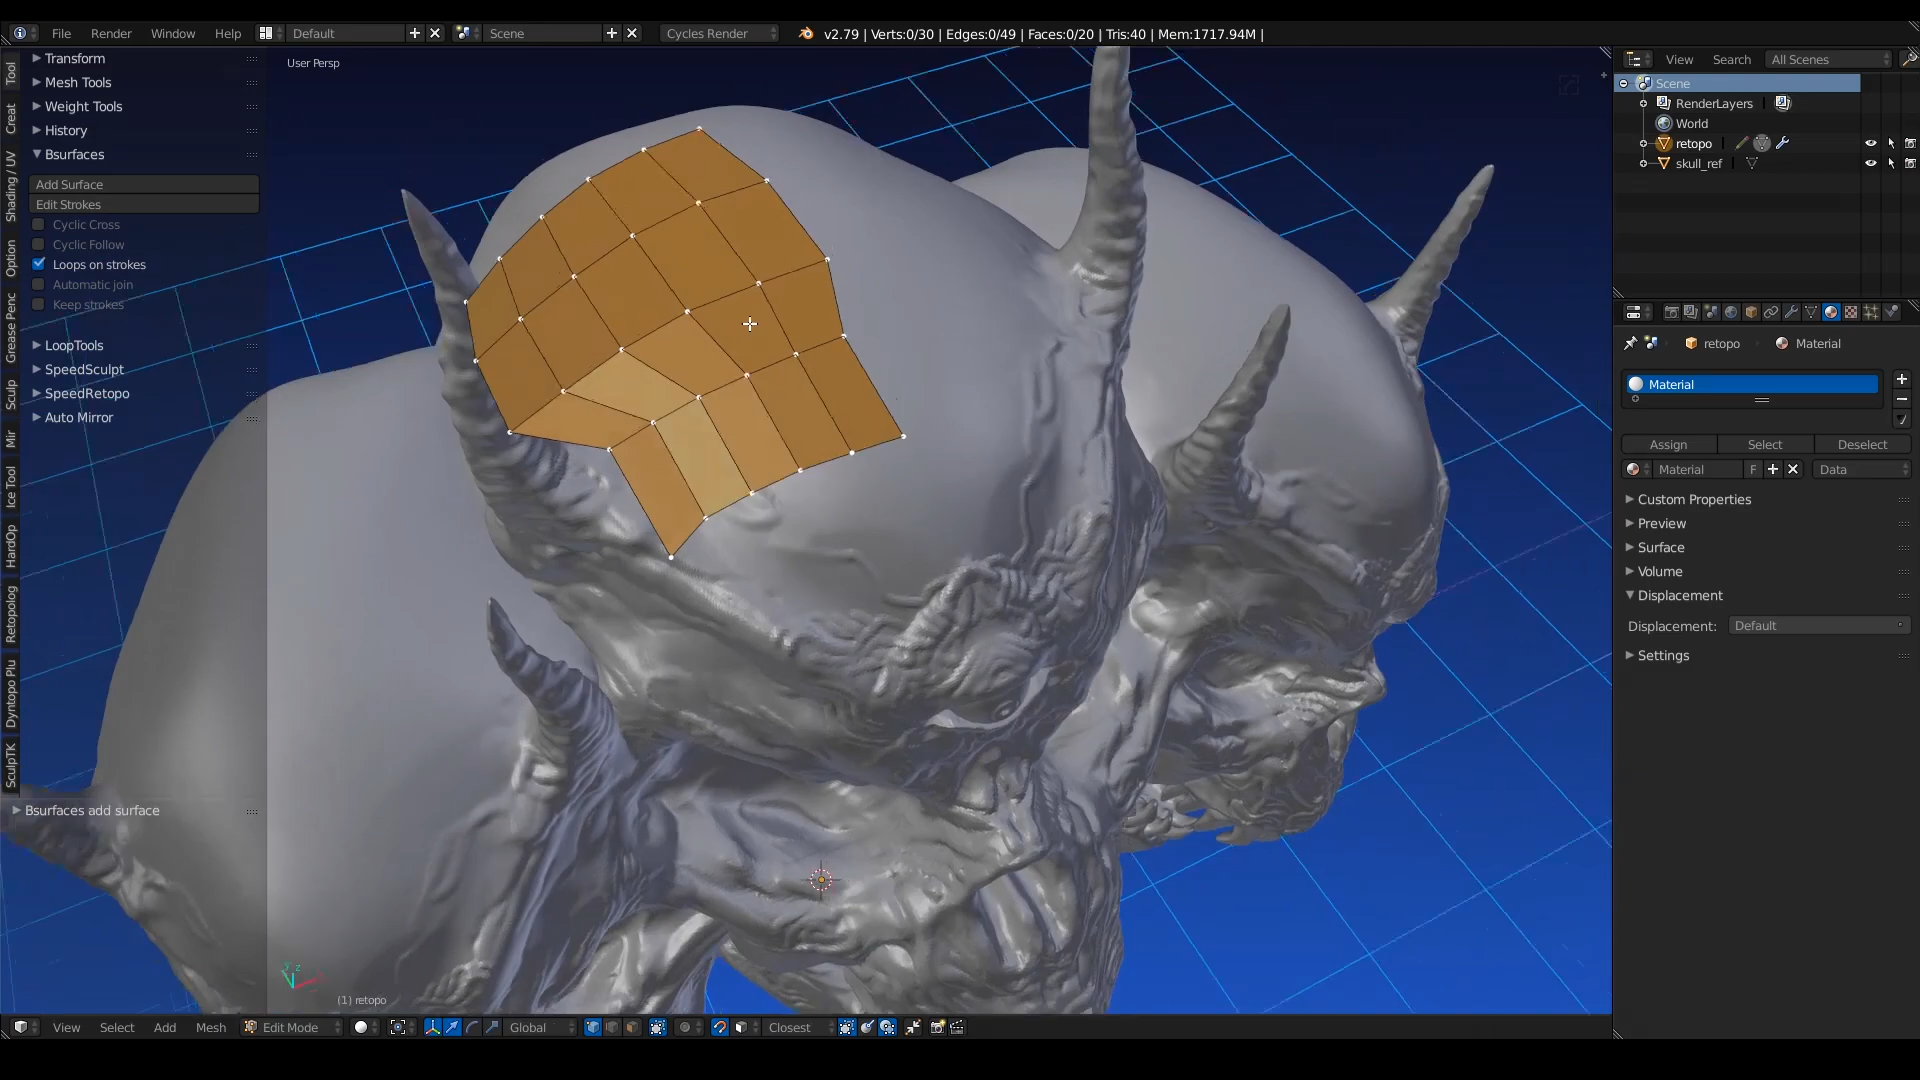 File Render Window Help Default Scene Cycles Render v2.79 | Verts:0/30 | Edges:0/49 | Faces:0/20 | Tris:40 | Mem:1717.94M |
Transform
Mesh Tools
Weight Tools
History
Bsurfaces
Add Surface
Edit Strokes
Cyclic Cross
Cyclic Follow
Loops on strokes
Automatic join
Keep strokes
LoopTools
SpeedSculpt
SpeedRetopo
Auto Mirror
Bsurfaces add surface
Tool
Creat
Shading / UV
Option
Grease Penc
Sculp
Mir
Ice Tool
HardOp
Retopolog
Dyntopo Plu
SculpTK
User Persp
(1) retopo
View Select Add Mesh Edit Mode Global Closest
View Search All Scenes
Scene
RenderLayers
World
retopo
skull_ref
retopo Material
Material
Assign Select Deselect
Material F Data
Custom Properties
Preview
Surface
Volume
Displacement
Displacement: Default
Settings